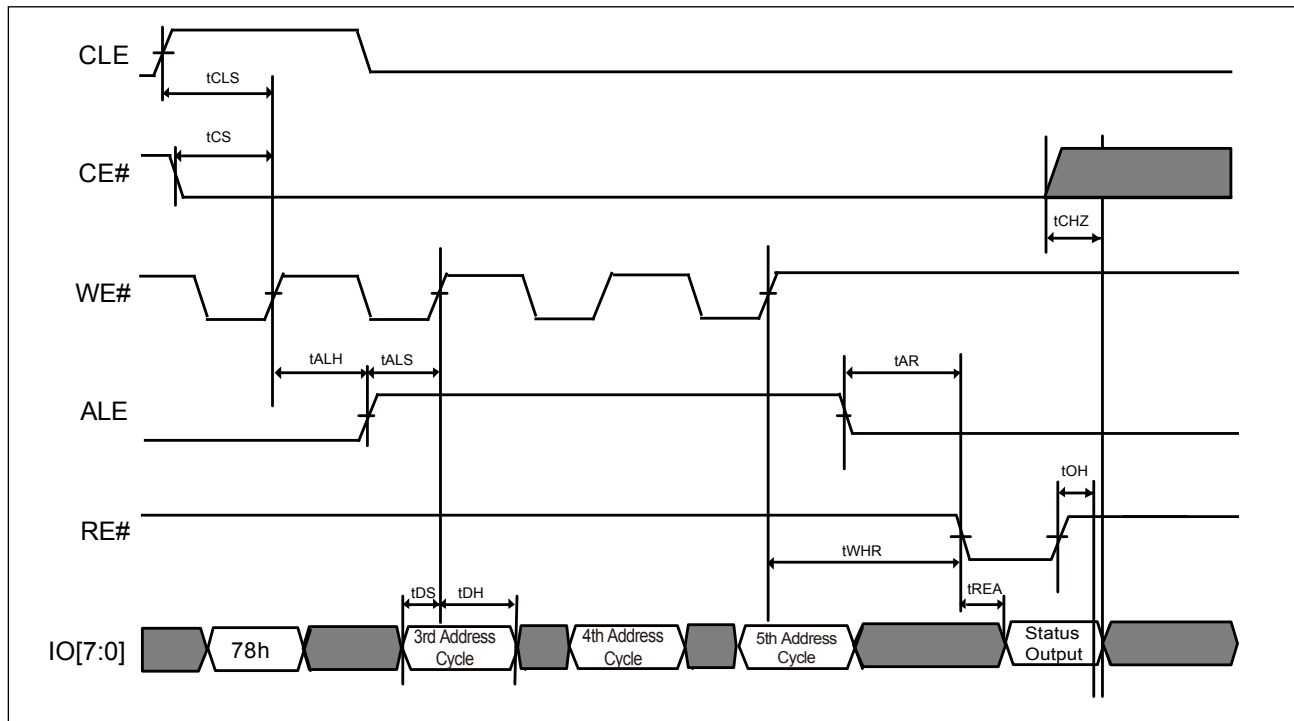 CLE
tCLS
tCS
CE#
tCHZ
WE#
tALH
tALS
tAR
ALE
tOH
RE#
tWHR
tREA
tDS
tDH
IO[7:0]
78h
3rd Address
Cycle
4th Address
Cycle
5th Address
Cycle
Status
Output